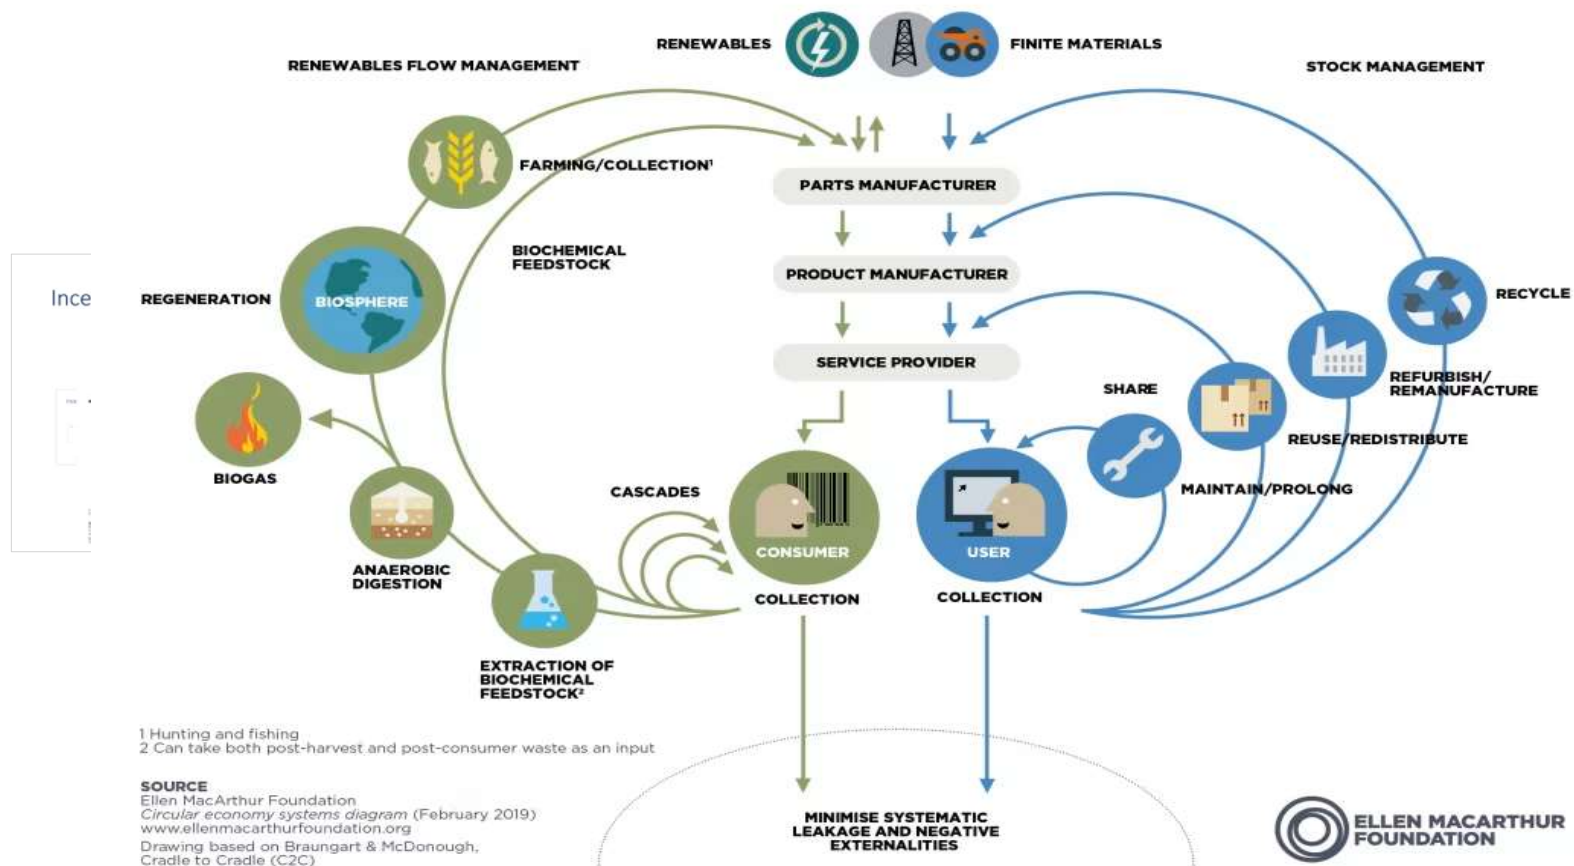 RENEWABLES
FINITE MATERIALS
RENEWABLES FLOW MANAGEMENT
STOCK MANAGEMENT
FARMING/COLLECTION¹
PARTS MANUFACTURER
BIOCHEMICAL
FEEDSTOCK
PRODUCT MANUFACTURER
REGENERATION
BIOSPHERE
RECYCLE
Ince
SERVICE PROVIDER
SHARE
REFURBISH/
REMANUFACTURE
REUSE/REDISTRIBUTE
BIOGAS
CASCADES
MAINTAIN/PROLONG
CONSUMER
USER
ANAEROBIC
DIGESTION
COLLECTION
COLLECTION
EXTRACTION OF
BIOCHEMICAL
FEEDSTOCK²
1 Hunting and fishing
2 Can take both post-harvest and post-consumer waste as an input
SOURCE
Ellen MacArthur Foundation
Circular economy systems diagram (February 2019)
www.ellenmacarthurfoundation.org
Drawing based on Braungart & McDonough,
Cradle to Cradle (C2C)
MINIMISE SYSTEMATIC
LEAKAGE AND NEGATIVE
EXTERNALITIES
ELLEN MACARTHUR
FOUNDATION